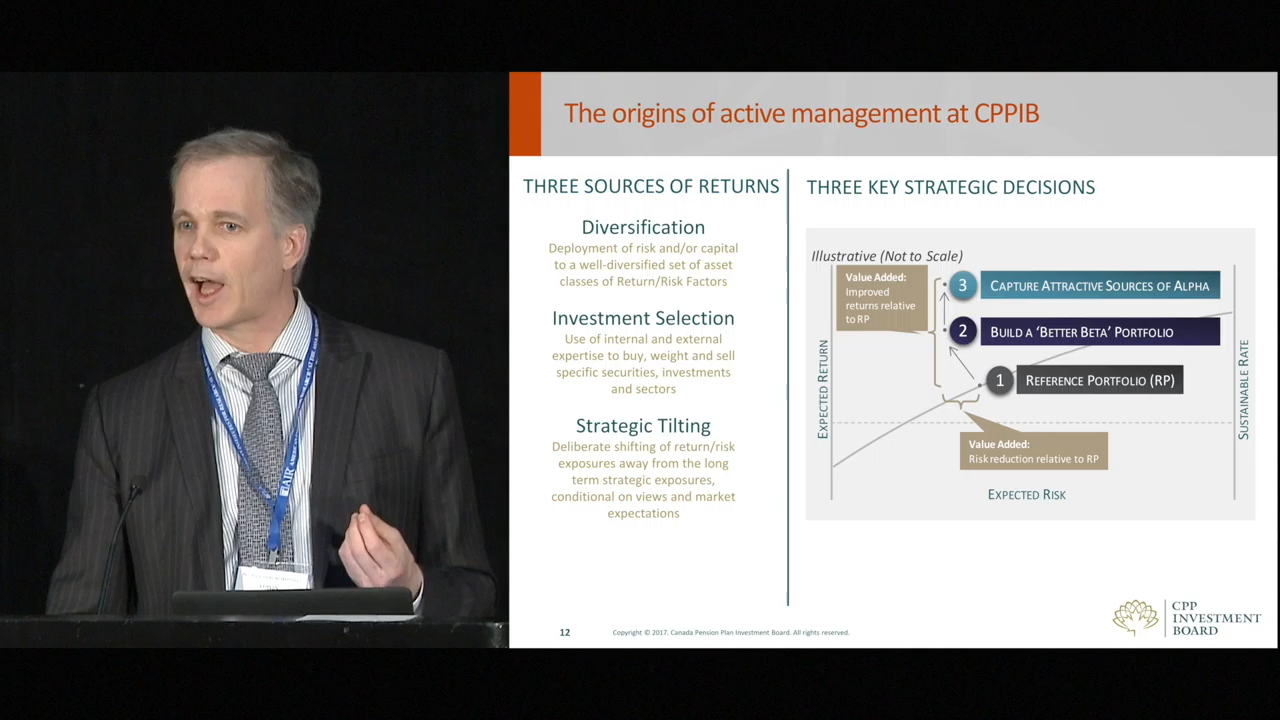 The origins of active management at CPPIB
THREE SOURCES OF RETURNS
Diversification
Deployment of risk and/or capital
to a well-diversified set of asset
classes of Return/Risk Factors
Investment Selection
Use of internal and external
expertise to buy, weight and sell
specific securities, investments
and sectors
Strategic Tilting
Deliberate shifting of return/risk
exposures away from the long
term strategic exposures,
conditional on views and market
expectations
THREE KEY STRATEGIC DECISIONS
Illustrative (Not to Scale)
Value Added:
Improved
returns relative
to RP
3 CAPTURE ATTRACTIVE SOURCES OF ALPHA
2 BUILD A ‘BETTER BETA’ PORTFOLIO
1 REFERENCE PORTFOLIO (RP)
EXPECTED RETURN
SUSTAINABLE RATE
Value Added:
Risk reduction relative to RP
EXPECTED RISK
12
Copyright © 2017. Canada Pension Plan Investment Board. All rights reserved.
CPP
INVESTMENT
BOARD
AIR